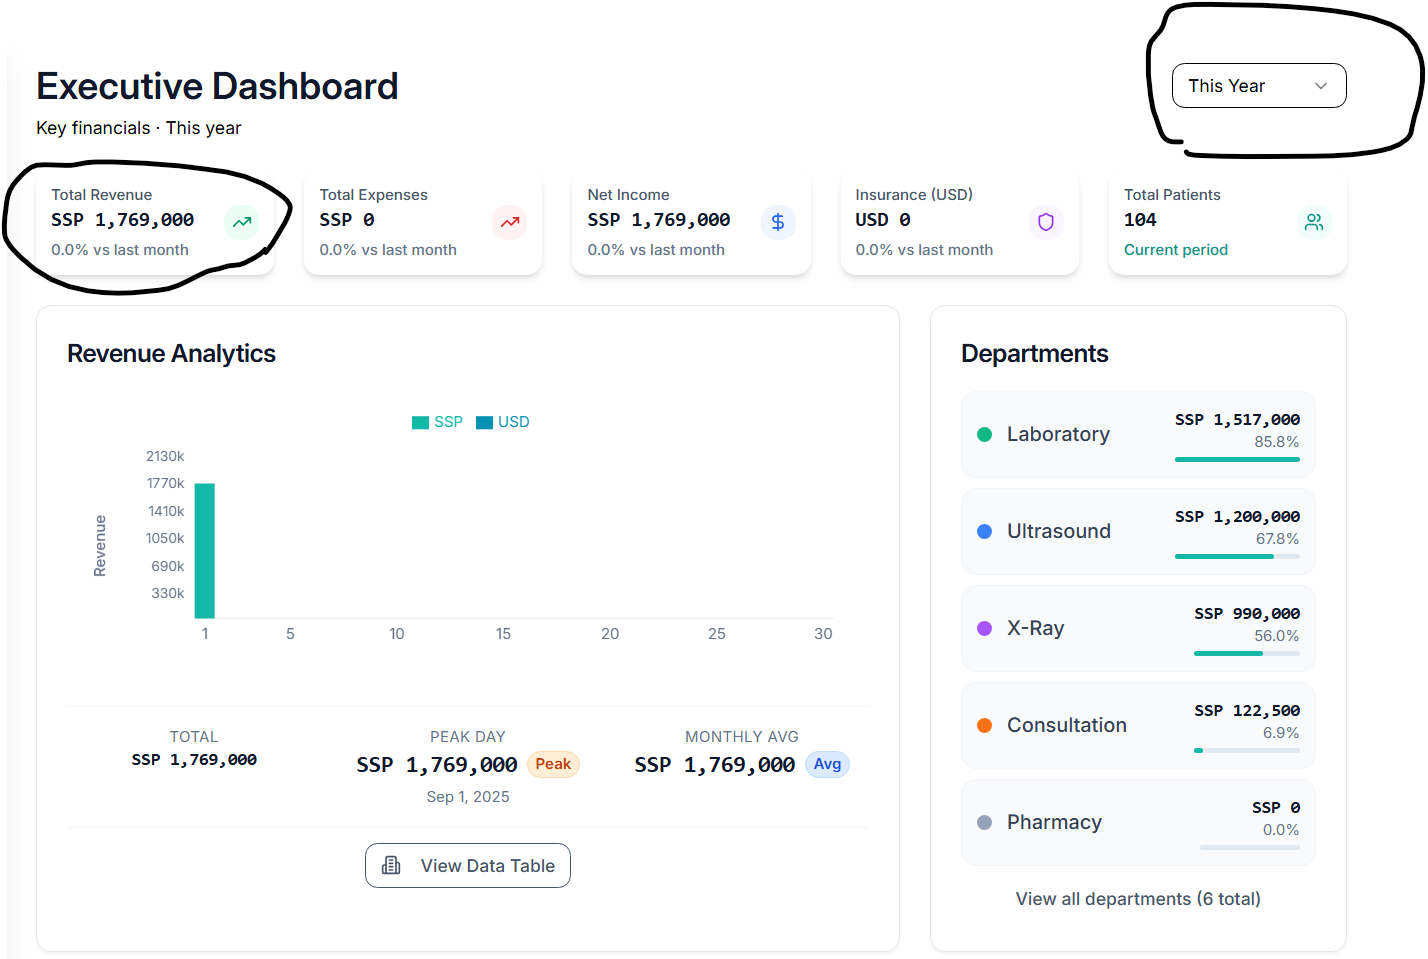 Executive Dashboard
Key financials · This year
This Year
Total Revenue
SSP 1,769,000
0.0% vs last month
Total Expenses
SSP 0
0.0% vs last month
Net Income
SSP 1,769,000
0.0% vs last month
Insurance (USD)
USD 0
0.0% vs last month
Total Patients
104
Current period
Revenue Analytics
SSP USD
2130k
1770k
1410k
1050k
690k
330k
Revenue
1 5 10 15 20 25 30
TOTAL
SSP 1,769,000
PEAK DAY
SSP 1,769,000 Peak
Sep 1, 2025
MONTHLY AVG
SSP 1,769,000 Avg
View Data Table
Departments
Laboratory
SSP 1,517,000
85.8%
Ultrasound
SSP 1,200,000
67.8%
X-Ray
SSP 990,000
56.0%
Consultation
SSP 122,500
6.9%
Pharmacy
SSP 0
0.0%
View all departments (6 total)